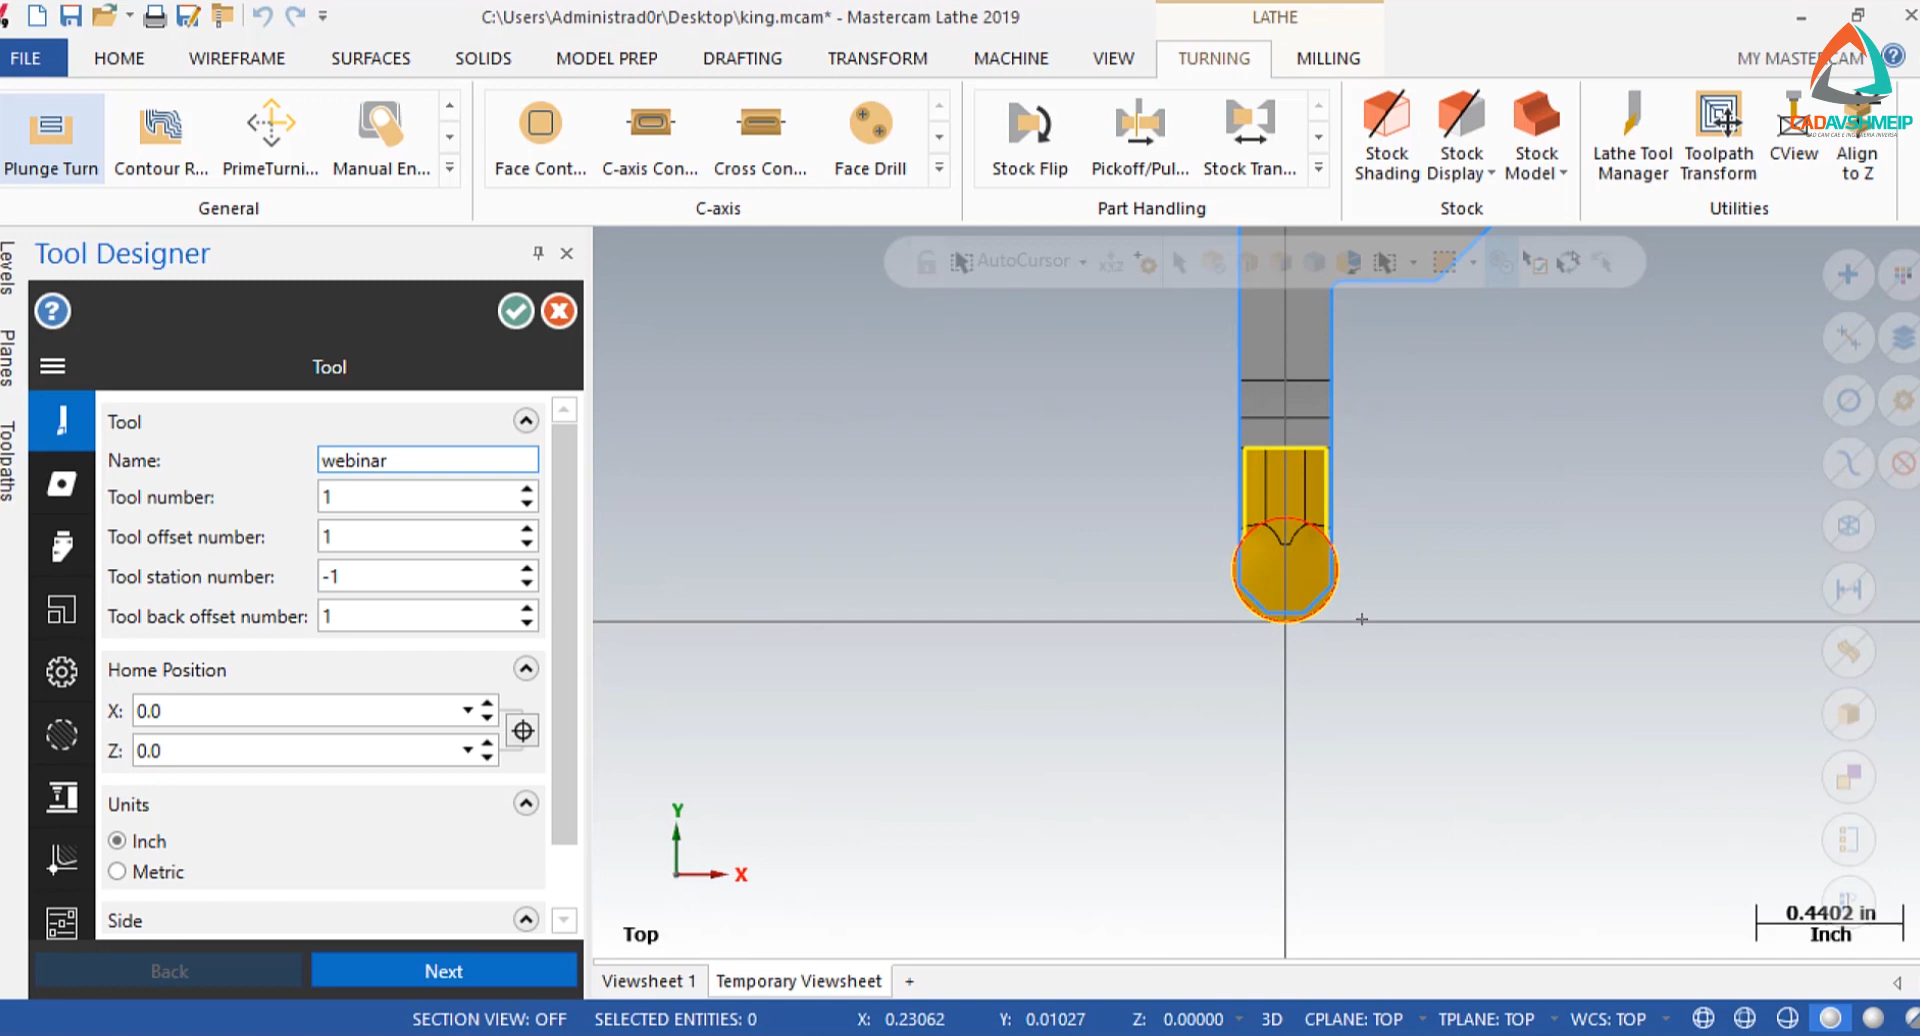 C:\Users\Administrad0r\Desktop\king.mcam* - Mastercam Lathe 2019
LATHE
FILE HOME WIREFRAME SURFACES SOLIDS MODEL PREP DRAFTING TRANSFORM MACHINE VIEW TURNING MILLING
MY MASTERCAM
CADAVSHMEIP
Plunge Turn Contour R... PrimeTurni... Manual En... Face Cont... C-axis Con... Cross Con... Face Drill Stock Flip Pickoff/Pul... Stock Tran...
Stock Shading Stock Display Stock Model Lathe Tool Manager Toolpath Transform CView Align to Z
General C-axis Part Handling Stock Utilities
Levels
Planes
Toolpaths
Tool Designer
Tool
Tool
Name: webinar
Tool number: 1
Tool offset number: 1
Tool station number: -1
Tool back offset number: 1
Home Position
X: 0.0
Z: 0.0
Units
Inch
Metric
Side
Back Next
AutoCursor
Y
X
Top
0.4402 in
Inch
Viewsheet 1 Temporary Viewsheet +
SECTION VIEW: OFF SELECTED ENTITIES: 0 X: 0.23062 Y: 0.01027 Z: 0.00000 3D CPLANE: TOP TPLANE: TOP WCS: TOP